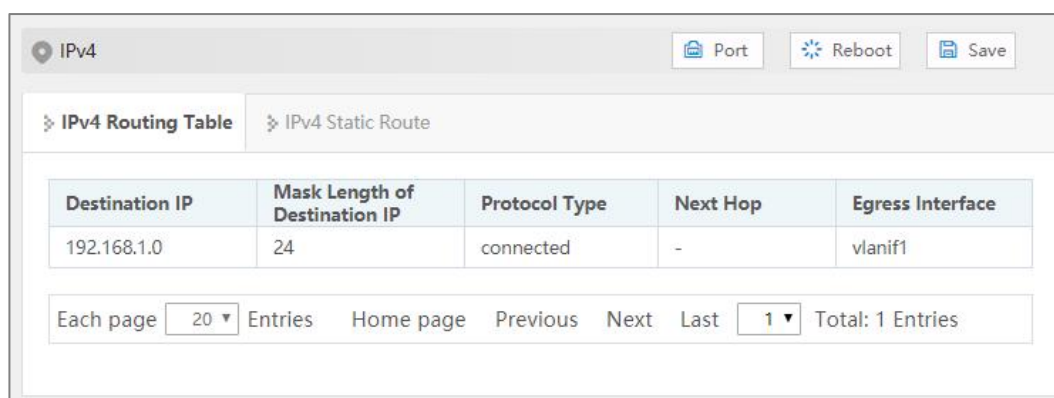 IPv4 Port Reboot Save
IPv4 Routing Table IPv4 Static Route
Destination IP Mask Length of Destination IP Protocol Type Next Hop Egress Interface
192.168.1.0 24 connected - vlanif1
Each page 20 Entries Home page Previous Next Last 1 Total: 1 Entries